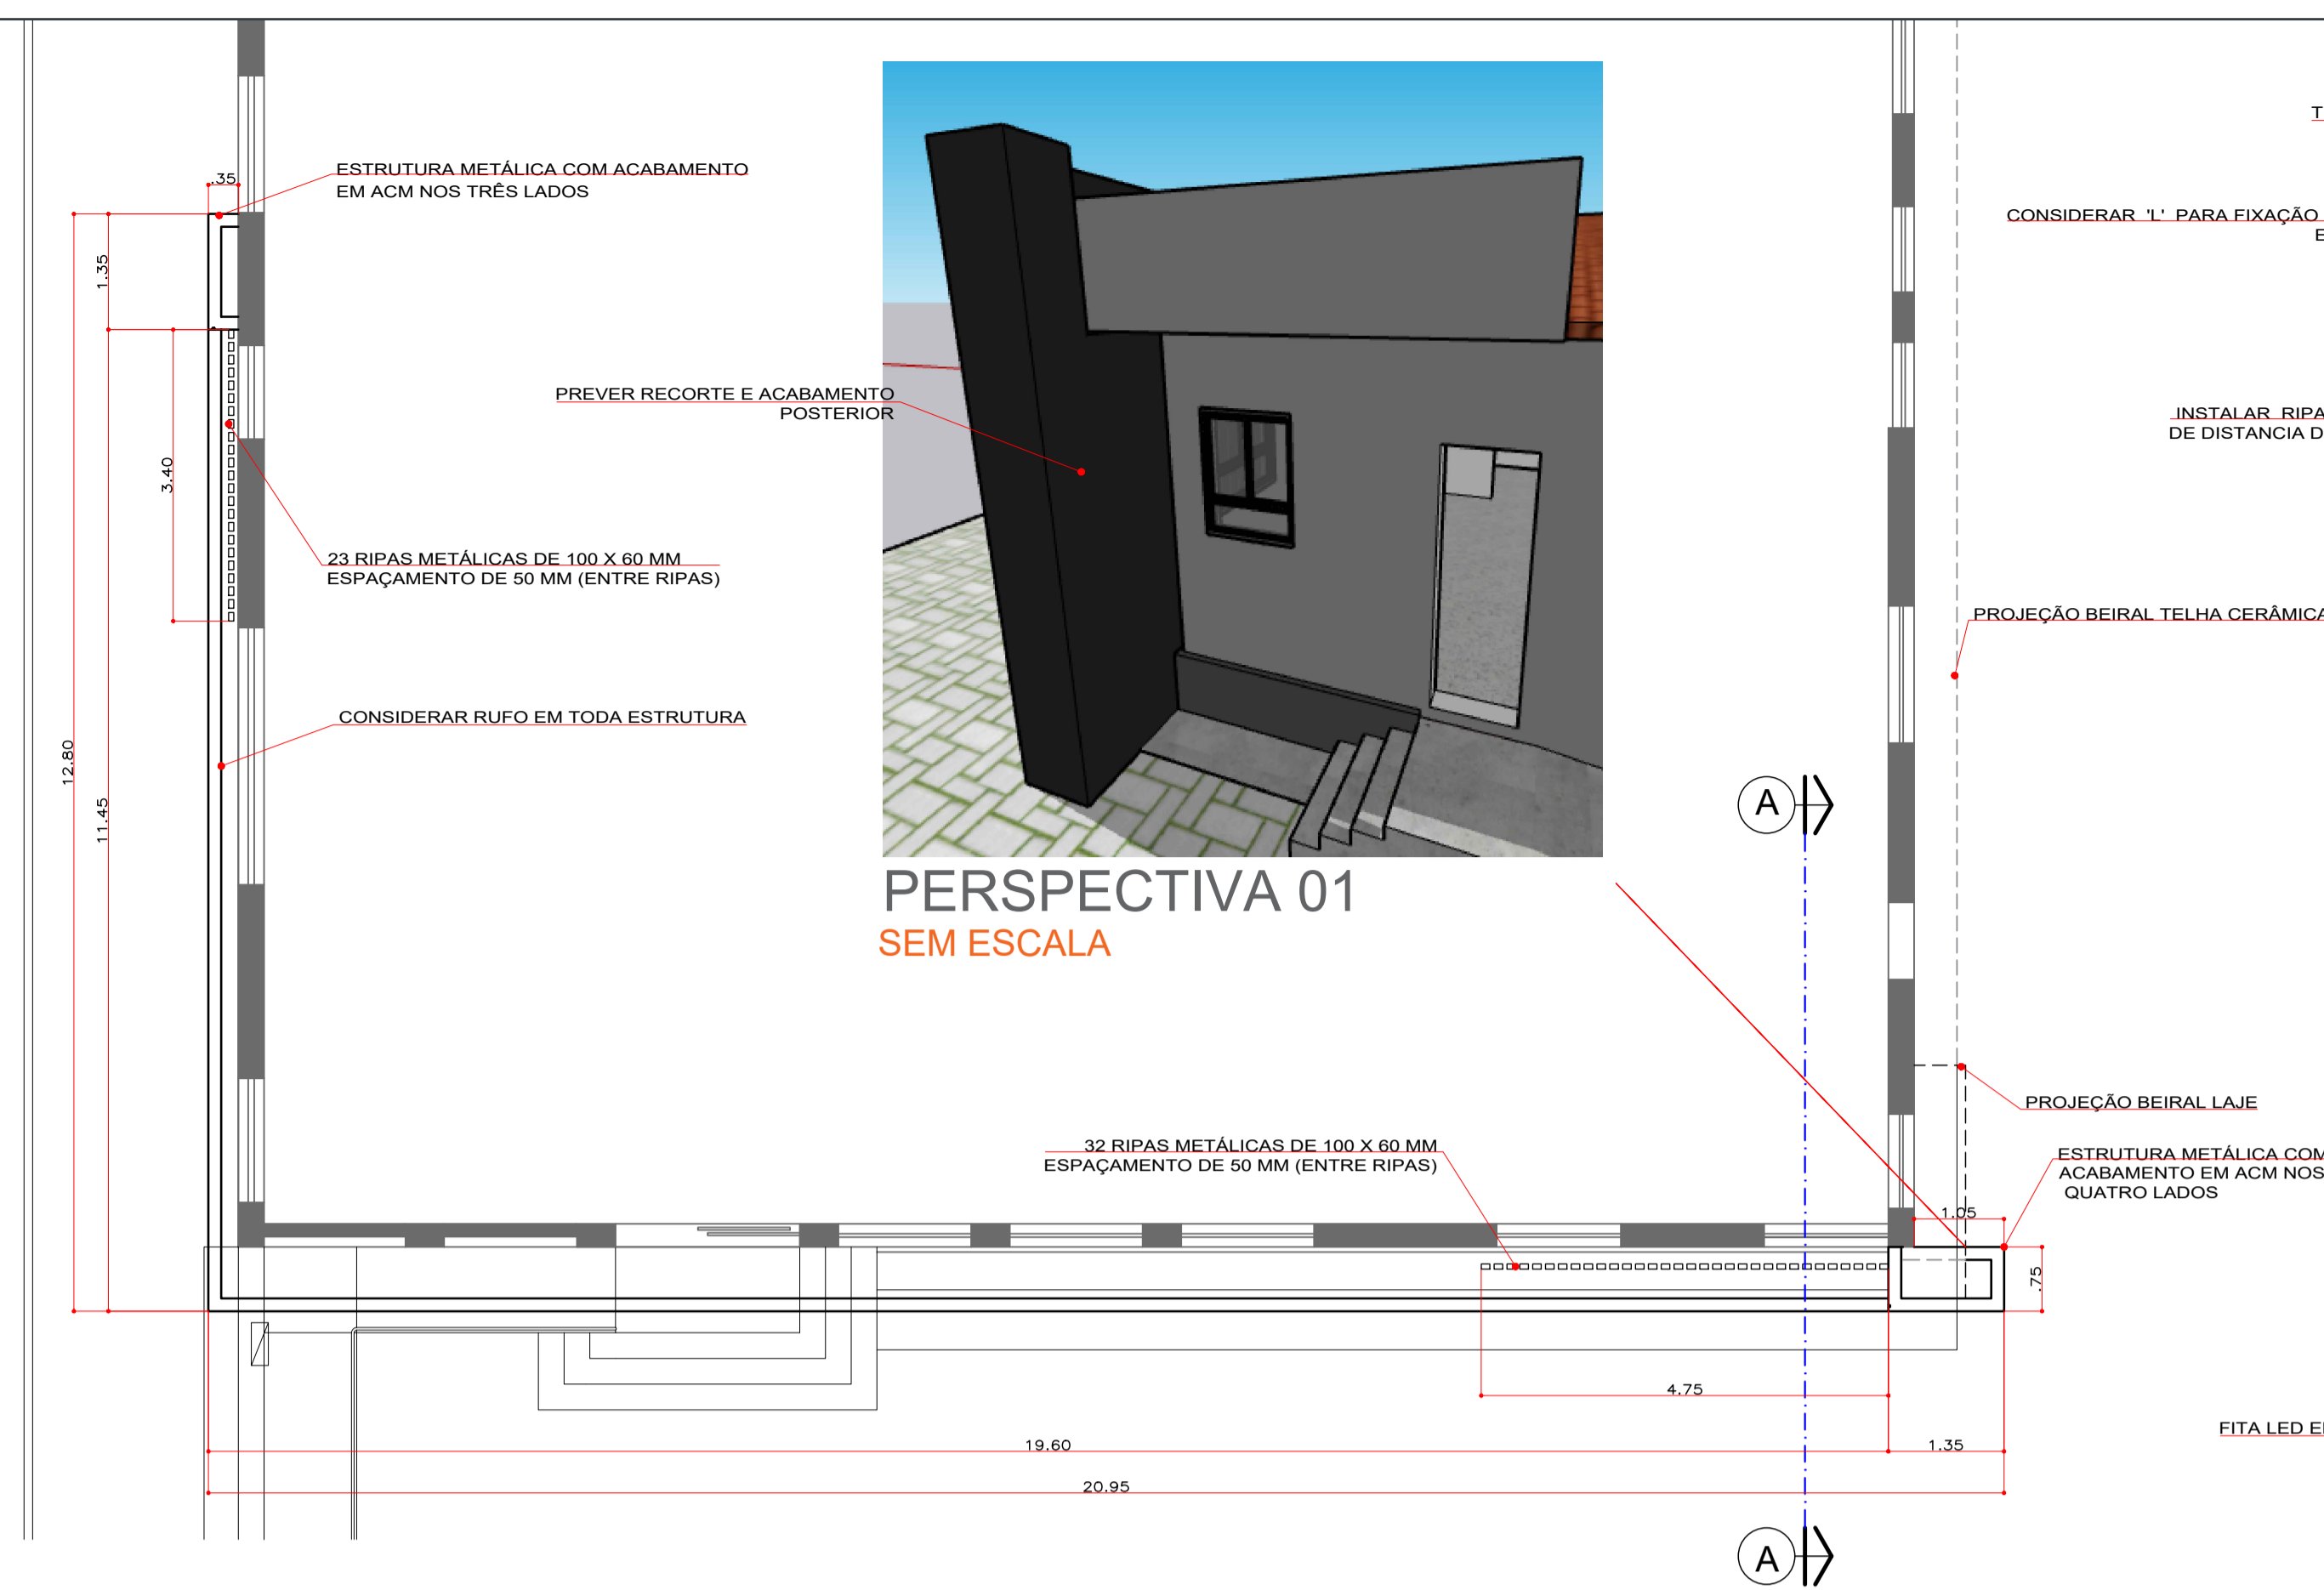 .35
ESTRUTURA METÁLICA COM ACABAMENTO
EM ACM NOS TRÊS LADOS
CONSIDERAR 'L' PARA FIXAÇÃO
1.35
PREVER RECORTE E ACABAMENTO
POSTERIOR
INSTALAR RIPA
DE DISTANCIA D
3.40
23 RIPAS METÁLICAS DE 100 X 60 MM
ESPAÇAMENTO DE 50 MM (ENTRE RIPAS)
PROJEÇÃO BEIRAL TELHA CERÂMICA
CONSIDERAR RUFO EM TODA ESTRUTURA
12.80
11.45
A
PERSPECTIVA 01
SEM ESCALA
PROJEÇÃO BEIRAL LAJE
32 RIPAS METÁLICAS DE 100 X 60 MM
ESPAÇAMENTO DE 50 MM (ENTRE RIPAS)
ESTRUTURA METÁLICA COM
ACABAMENTO EM ACM NOS
QUATRO LADOS
1.05
.75
4.75
FITA LED
19.60
1.35
20.95
A